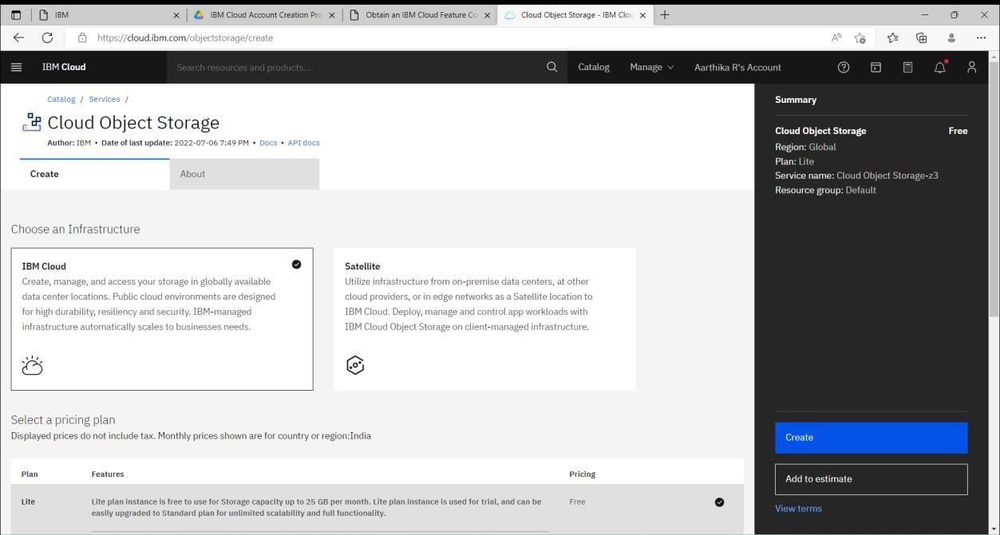 IBM
IBM Cloud Account Creation Pro
Obtain an IBM Cloud Feature Co
Cloud Object Storage - IBM Clou
https://cloud.ibm.com/objectstorage/create
IBM Cloud
Search resources and products...
Catalog
Manage
Aarthika R's Account
Catalog / Services /
Cloud Object Storage
Author: IBM • Date of last update: 2022-07-06 7:49 PM • Docs • API docs
Create
About
Choose an Infrastructure
IBM Cloud
Create, manage, and access your storage in globally available
data center locations. Public cloud environments are designed
for high durability, resiliency and security. IBM-managed
infrastructure automatically scales to businesses needs.
Satellite
Utilize infrastructure from on-premise data centers, at other
cloud providers, or in edge networks as a Satellite location to
IBM Cloud. Deploy, manage and control app workloads with
IBM Cloud Object Storage on client-managed infrastructure.
Select a pricing plan
Displayed prices do not include tax. Monthly prices shown are for country or region:India
Plan Features Pricing
Lite Lite plan instance is free to use for Storage capacity up to 25 GB per month. Lite plan instance is used for trial, and can be Free
easily upgraded to Standard plan for unlimited scalability and full functionality.
Summary
Cloud Object Storage Free
Region: Global
Plan: Lite
Service name: Cloud Object Storage-z3
Resource group: Default
Create
Add to estimate
View terms